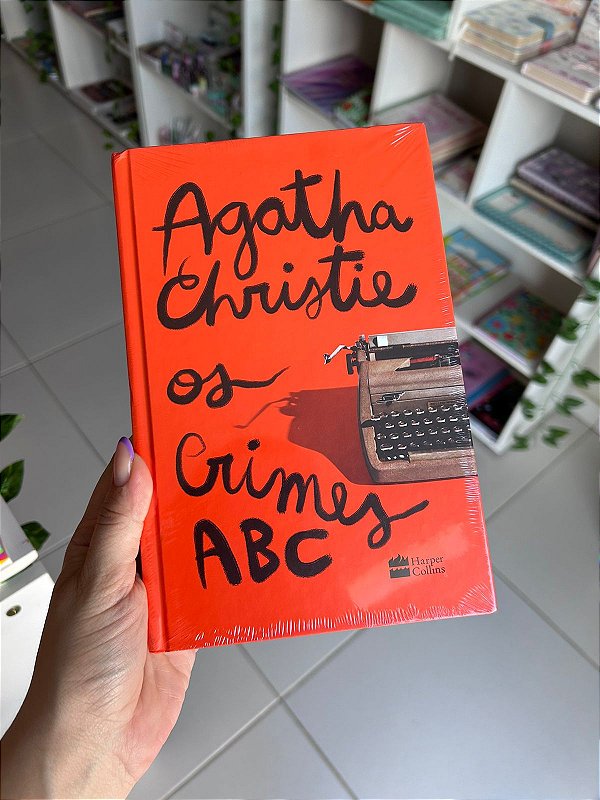 Agatha
Christie
os
Crimes
ABC
Harper
Collins